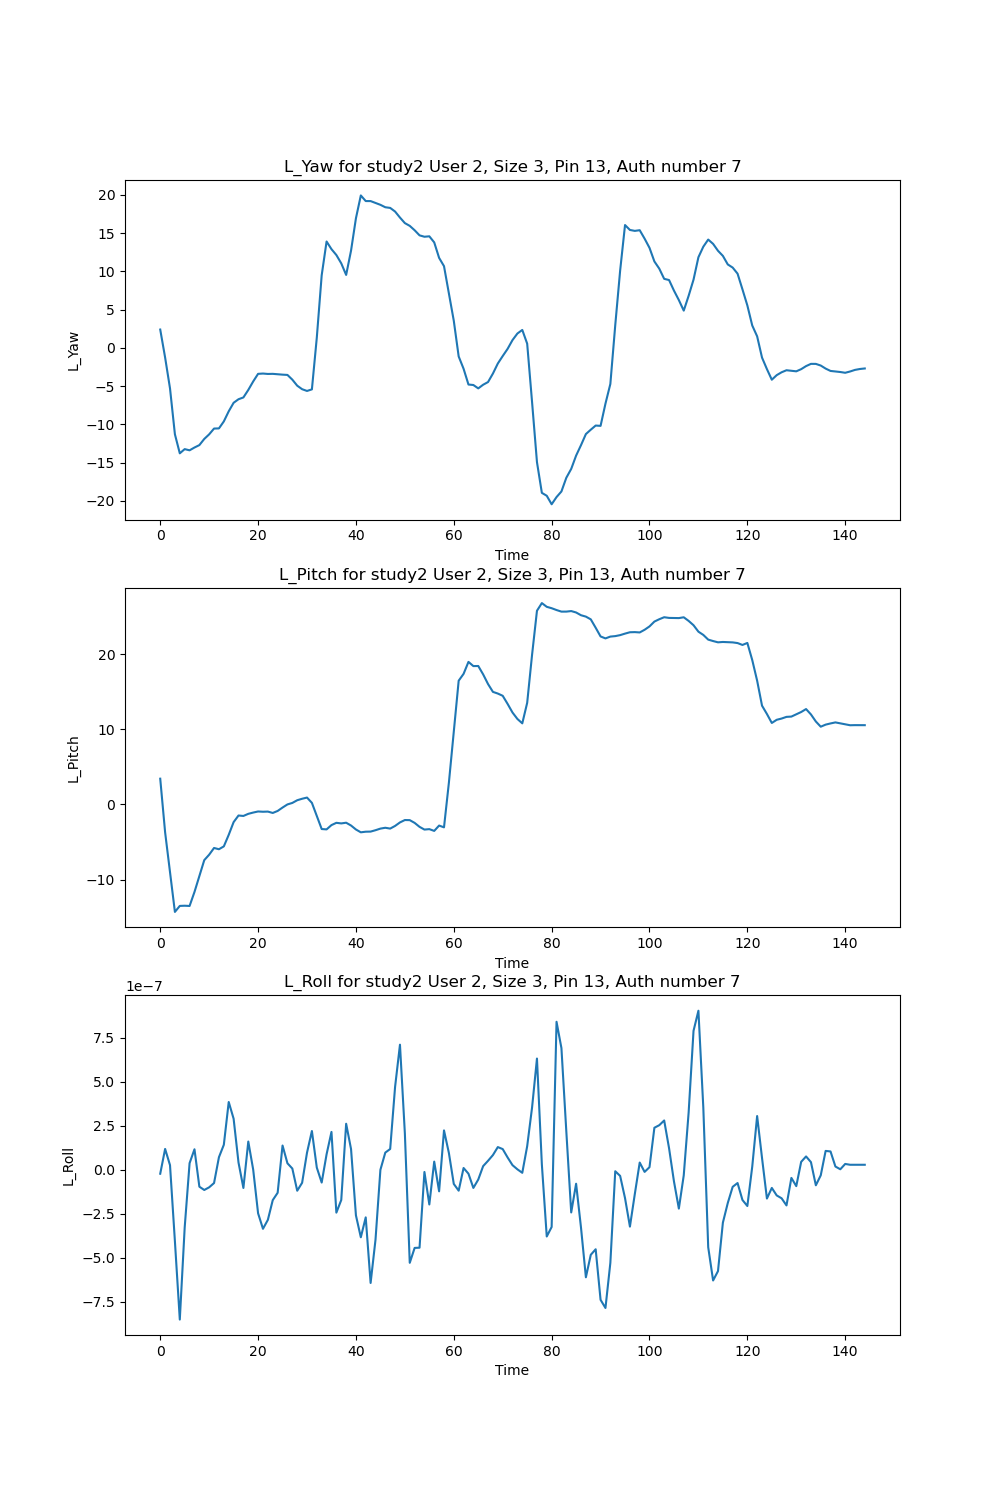 L_Yaw for study2 User 2, Size 3, Pin 13, Auth number 7
20
15
10
5
0
−5
−10
−15
−20
L_Yaw
0 20 40 60 80 100 120 140
Time
L_Pitch for study2 User 2, Size 3, Pin 13, Auth number 7
20
10
0
−10
L_Pitch
0 20 40 60 80 100 120 140
Time
L_Roll for study2 User 2, Size 3, Pin 13, Auth number 7
1e−7
7.5
5.0
2.5
0.0
−2.5
−5.0
−7.5
L_Roll
0 20 40 60 80 100 120 140
Time